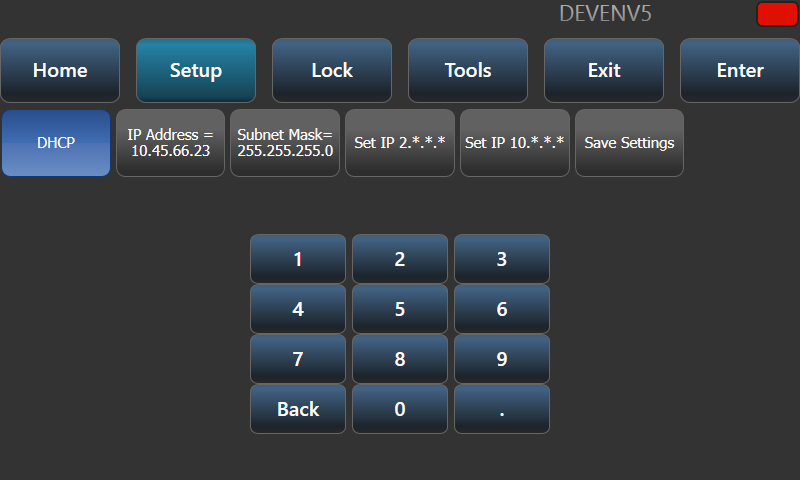 DEVENV5
Home Setup Lock Tools Exit Enter
DHCP
IP Address =
10.45.66.23
Subnet Mask=
255.255.255.0
Set IP 2.*.*.*
Set IP 10.*.*.*
Save Settings
1 2 3
4 5 6
7 8 9
Back 0 .